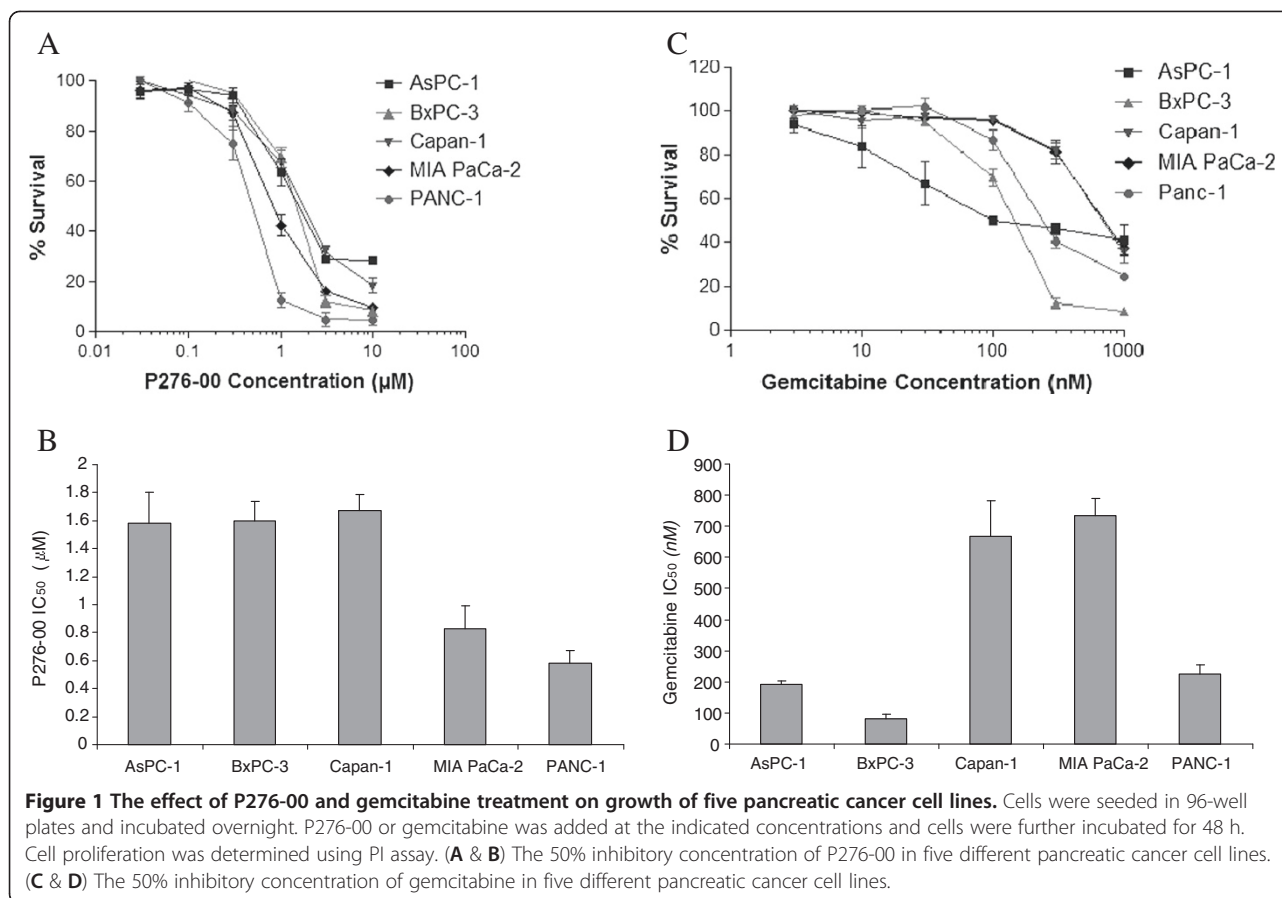 A
100
80
60
40
20
0
% Survival
0.01
0.1
1
10
100
P276-00 Concentration (µM)
AsPC-1
BxPC-3
Capan-1
MIA PaCa-2
PANC-1
C
120
100
80
60
40
20
0
% Survival
1
10
100
1000
Gemcitabine Concentration (nM)
AsPC-1
BxPC-3
Capan-1
MIA PaCa-2
Panc-1
B
2
1.8
1.6
1.4
1.2
1
0.8
0.6
0.4
0.2
0
P276-00 IC50 ( µM)
AsPC-1
BxPC-3
Capan-1
MIA PaCa-2
PANC-1
D
900
800
700
600
500
400
300
200
100
0
Gemcitabine IC50 (nM)
AsPC-1
BxPC-3
Capan-1
MIA PaCa-2
PANC-1
Figure 1 The effect of P276-00 and gemcitabine treatment on growth of five pancreatic cancer cell lines. Cells were seeded in 96-well
plates and incubated overnight. P276-00 or gemcitabine was added at the indicated concentrations and cells were further incubated for 48 h.
Cell proliferation was determined using PI assay. (A & B) The 50% inhibitory concentration of P276-00 in five different pancreatic cancer cell lines.
(C & D) The 50% inhibitory concentration of gemcitabine in five different pancreatic cancer cell lines.